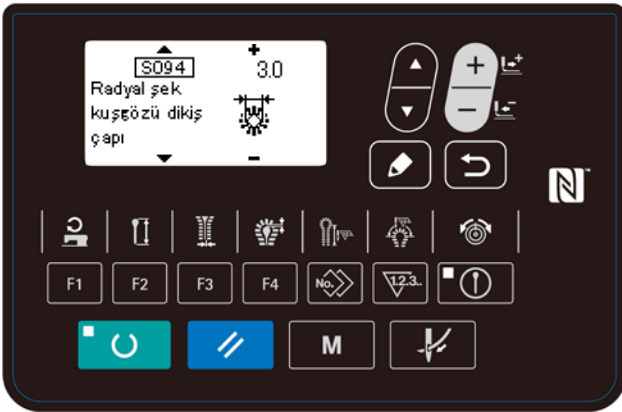 S094
3.0
Radyal şek
kuşgözü dikiş
çapı
F1
F2
F3
F4
No.
1.2.3..
M
N